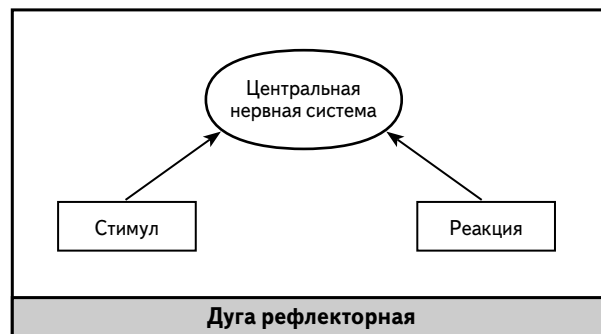 Центральная
нервная система
Стимул
Реакция
Дуга рефлекторная